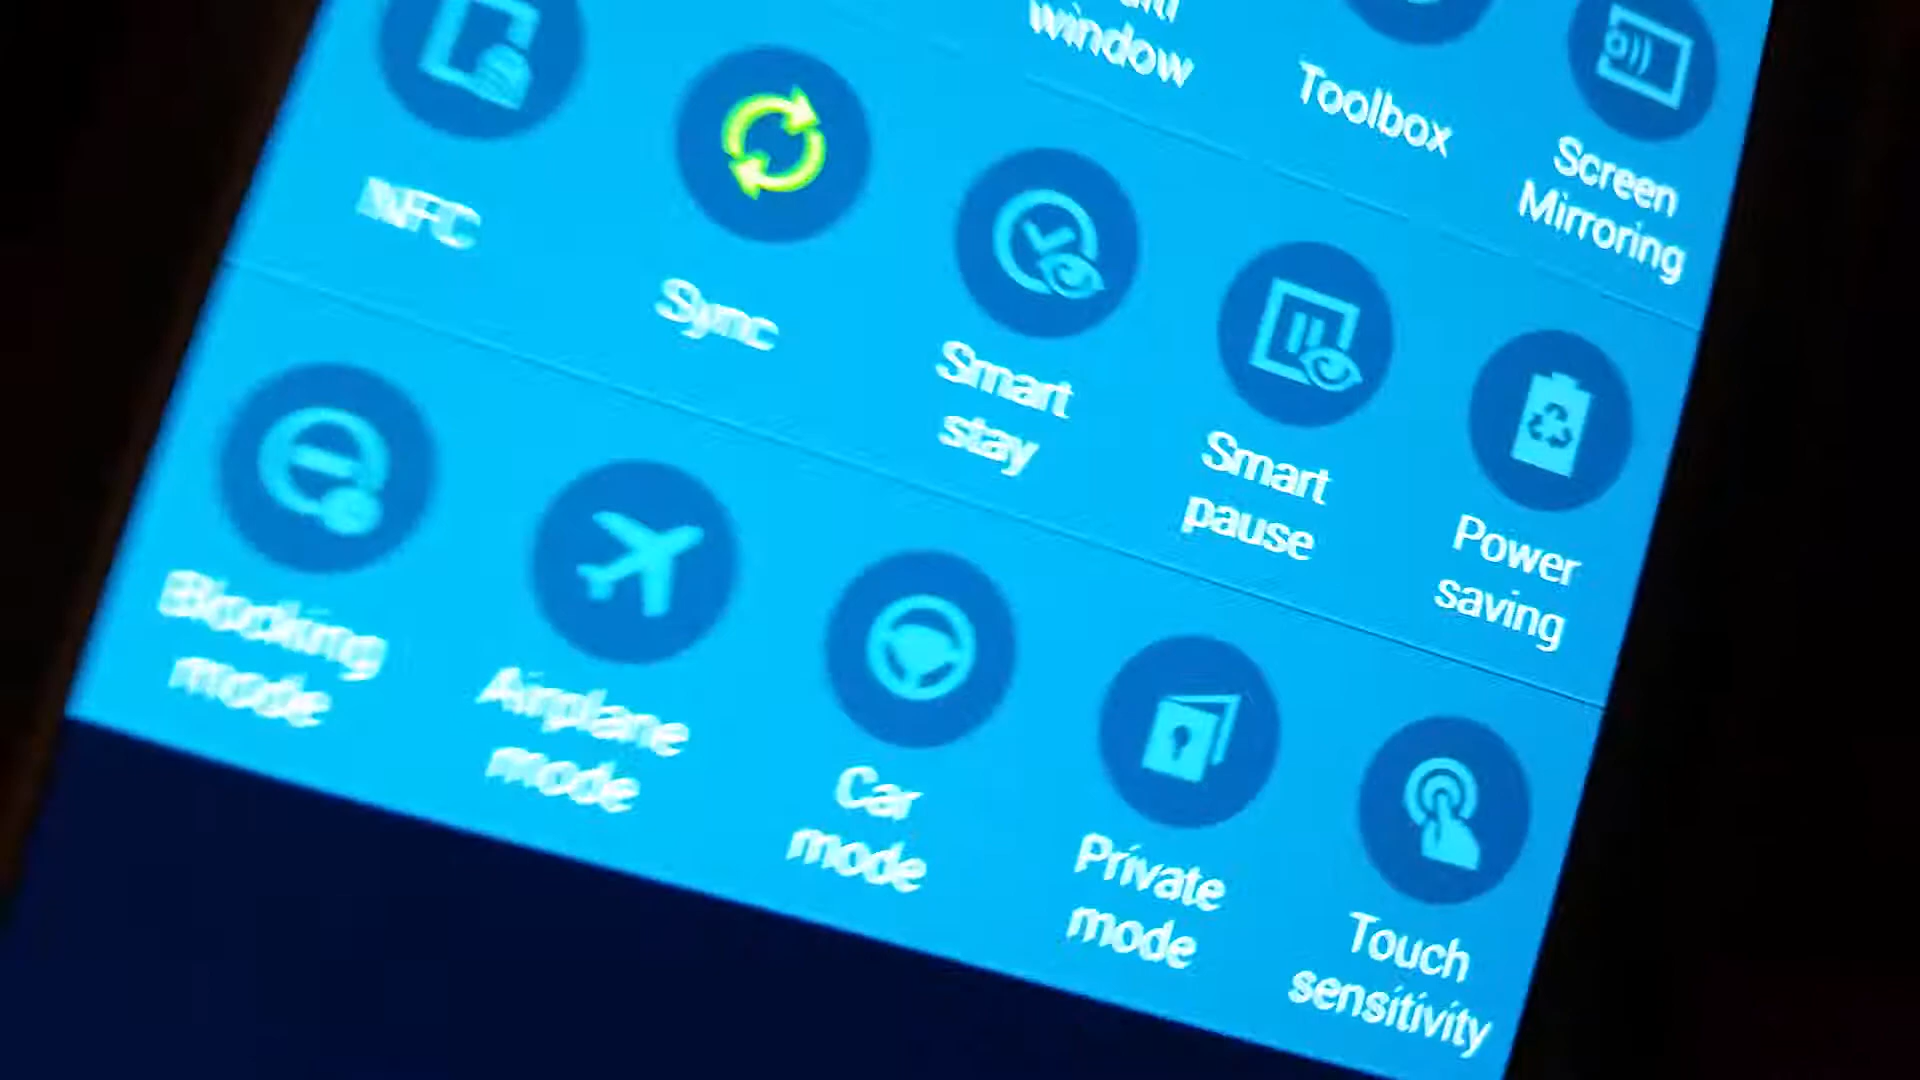 window
Toolbox
Screen
Mirroring
NFC
Sync
Smart
stay
Smart
pause
Power
saving
Blocking
mode
Airplane
mode
Car
mode
Private
mode
Touch
sensitivity